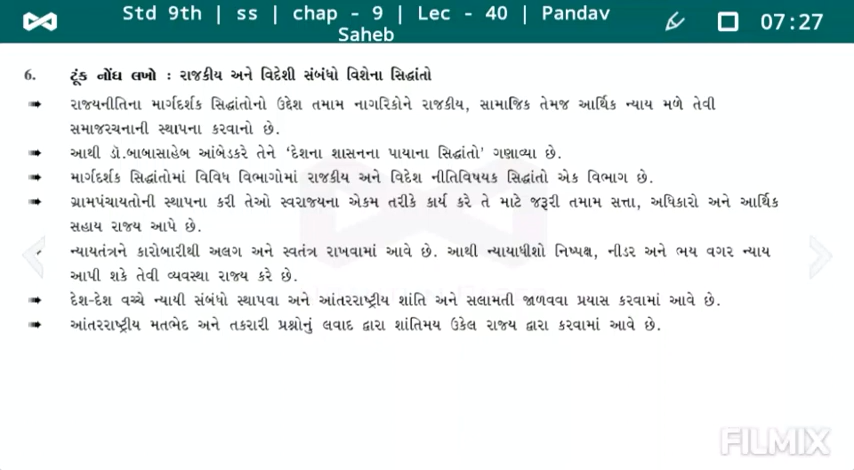 Std 9th | ss | chap - 9 | Lec - 40 | Pandav
Saheb
07:27
6. ટૂંક નોંધ લખો : રાજકીય અને વિદેશી સંબંધો વિશેના સિદ્ધાંતો
રાજ્યનીતિના માર્ગદર્શક સિદ્ધાંતોનો ઉદ્દેશ તમામ નાગરિકોને રાજકીય, સામાજિક તેમજ આર્થિક ન્યાય મળે તેવી
સમાજરચનાની સ્થાપના કરવાનો છે.
આથી ડૉ.બાબાસાહેબ આંબેડકરે તેને 'દેશના શાસનના પાયાના સિદ્ધાંતો' ગણાવ્યા છે.
માર્ગદર્શક સિદ્ધાંતોમાં વિવિધ વિભાગોમાં રાજકીય અને વિદેશ નીતિવિષયક સિદ્ધાંતો એક વિભાગ છે.
ગ્રામપંચાયતોની સ્થાપના કરી તેઓ સ્વરાજ્યના એકમ તરીકે કાર્ય કરે તે માટે જરૂરી તમામ સત્તા, અધિકારો અને આર્થિક
સહાય રાજ્ય આપે છે.
ન્યાયતંત્રને કારોબારીથી અલગ અને સ્વતંત્ર રાખવામાં આવે છે. આથી ન્યાયાધીશો નિષ્પક્ષ, નીડર અને ભય વગર ન્યાય
આપી શકે તેવી વ્યવસ્થા રાજ્ય કરે છે.
દેશ-દેશ વચ્ચે ન્યાયી સંબંધો સ્થાપવા અને આંતરરાષ્ટ્રીય શાંતિ અને સલામતી જાળવવા પ્રયાસ કરવામાં આવે છે.
આંતરરાષ્ટ્રીય મતભેદ અને તકરારી પ્રશ્નોનું લવાદ દ્વારા શાંતિમય ઉકેલ રાજ્ય દ્વારા કરવામાં આવે છે.
FILMIX